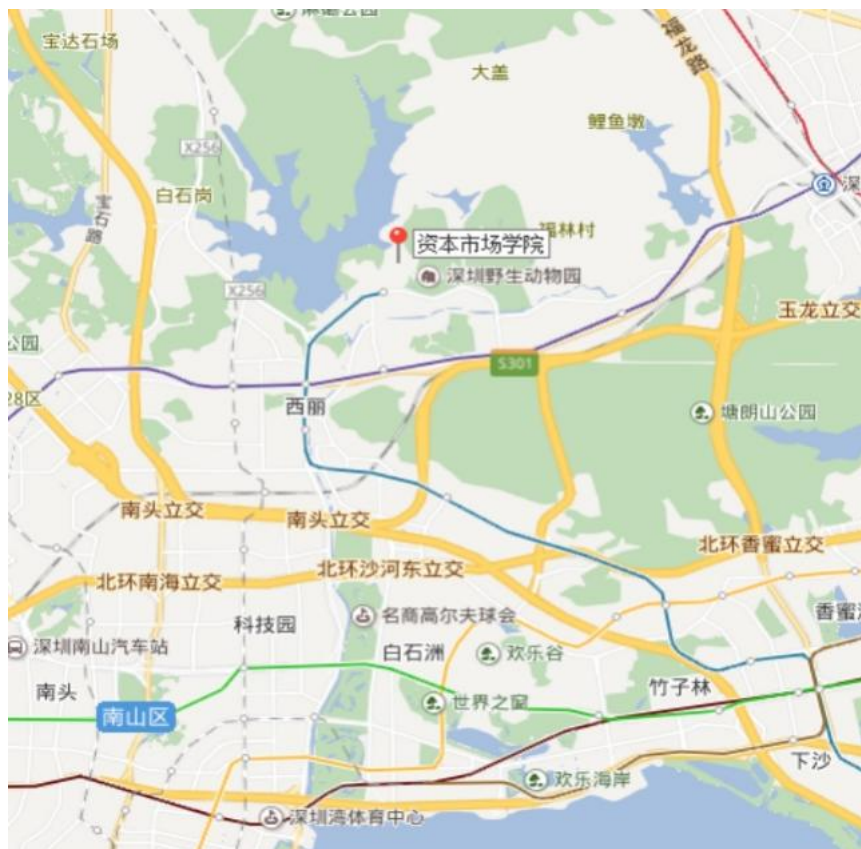 宝达石场
福龙路
大盖
鲤鱼墩
X256
深
白石岗
宝石路
资本市场学院
福林村
深圳野生动物园
X256
玉龙立交
公园
S301
28区
西丽
塘朗山公园
南头立交
南头立交
北环香蜜立交
北环南海立交
北环沙河东立交
名商高尔夫球会
科技园
香蜜
深圳南山汽车站
白石洲
欢乐谷
南头
竹子林
世界之窗
南山区
下沙
欢乐海岸
深圳湾体育中心